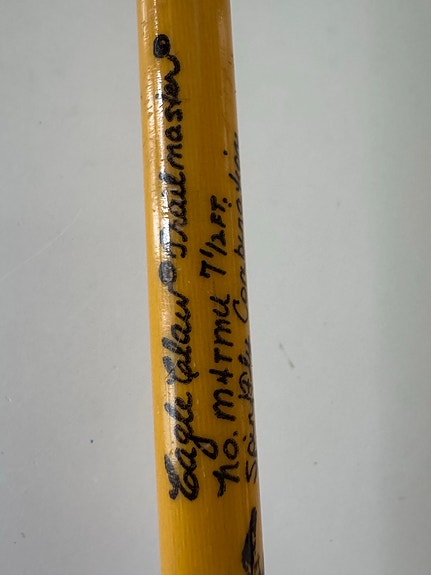 Eagle Claw® Trailmaster®
No. M4TMU 7½ FT.
Spin/Fly Combination